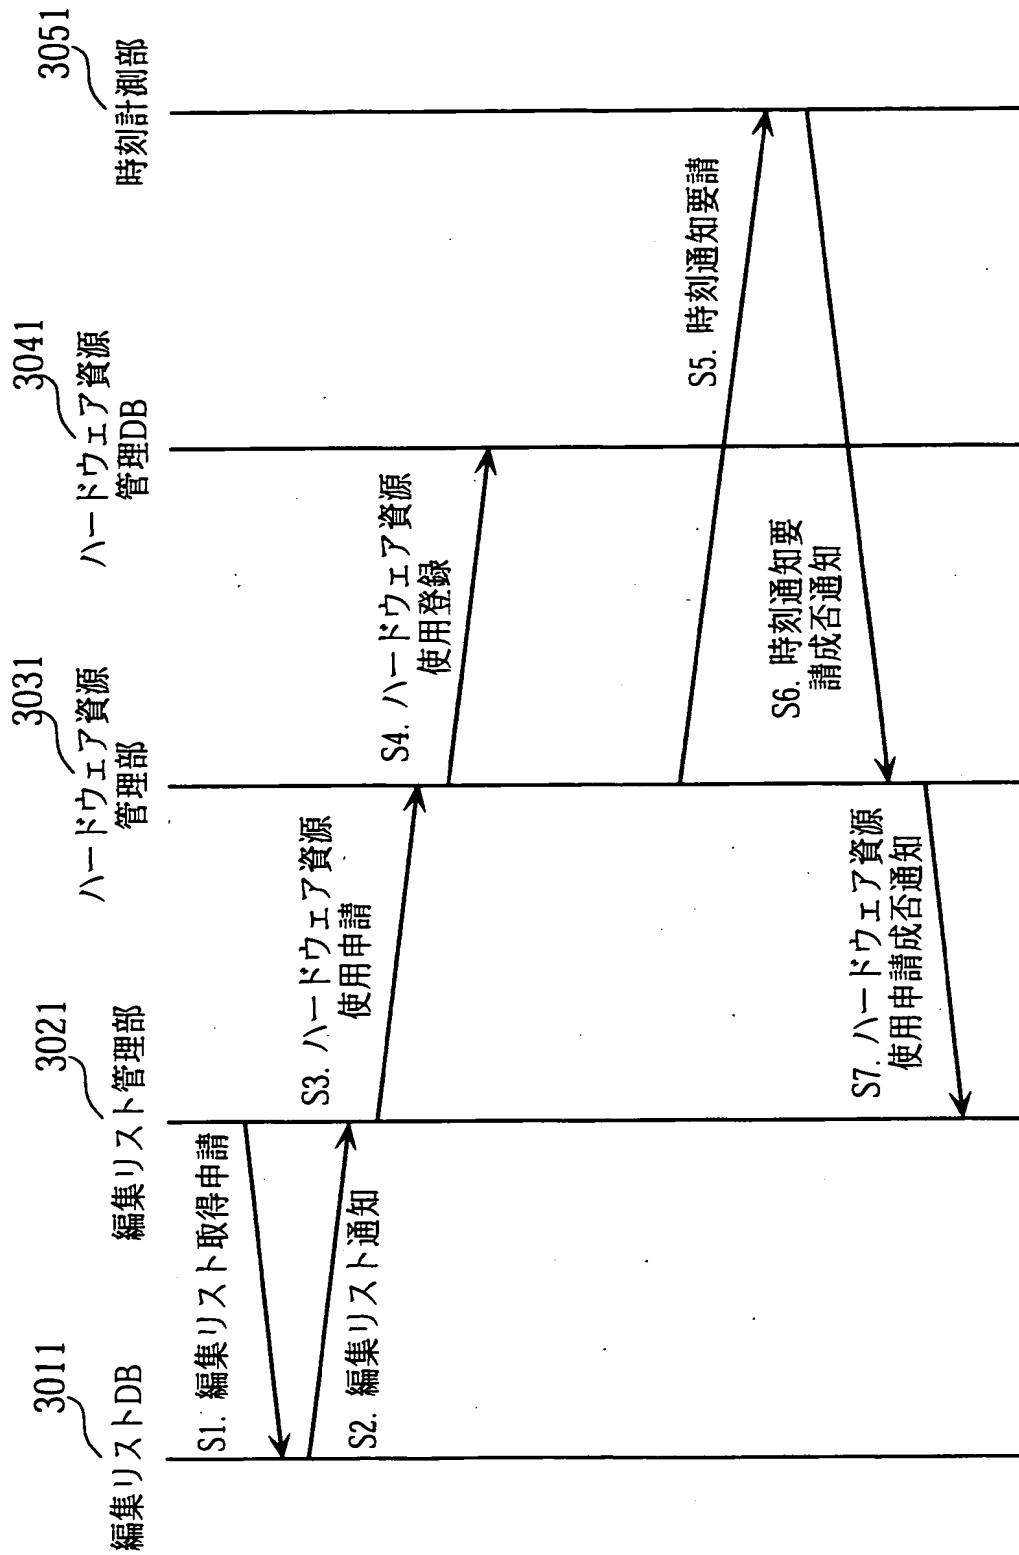 3011
編集リストDB
3021
編集リスト管理部
3031
ハードウェア資源
管理部
3041
ハードウェア資源
管理DB
3051
時刻計測部
S1. 編集リスト取得申請
S2. 編集リスト通知
S3. ハードウェア資源
使用申請
S4. ハードウェア資源
使用登録
S5. 時刻通知要請
S6. 時刻通知要
請成否通知
S7. ハードウェア資源
使用申請成否通知